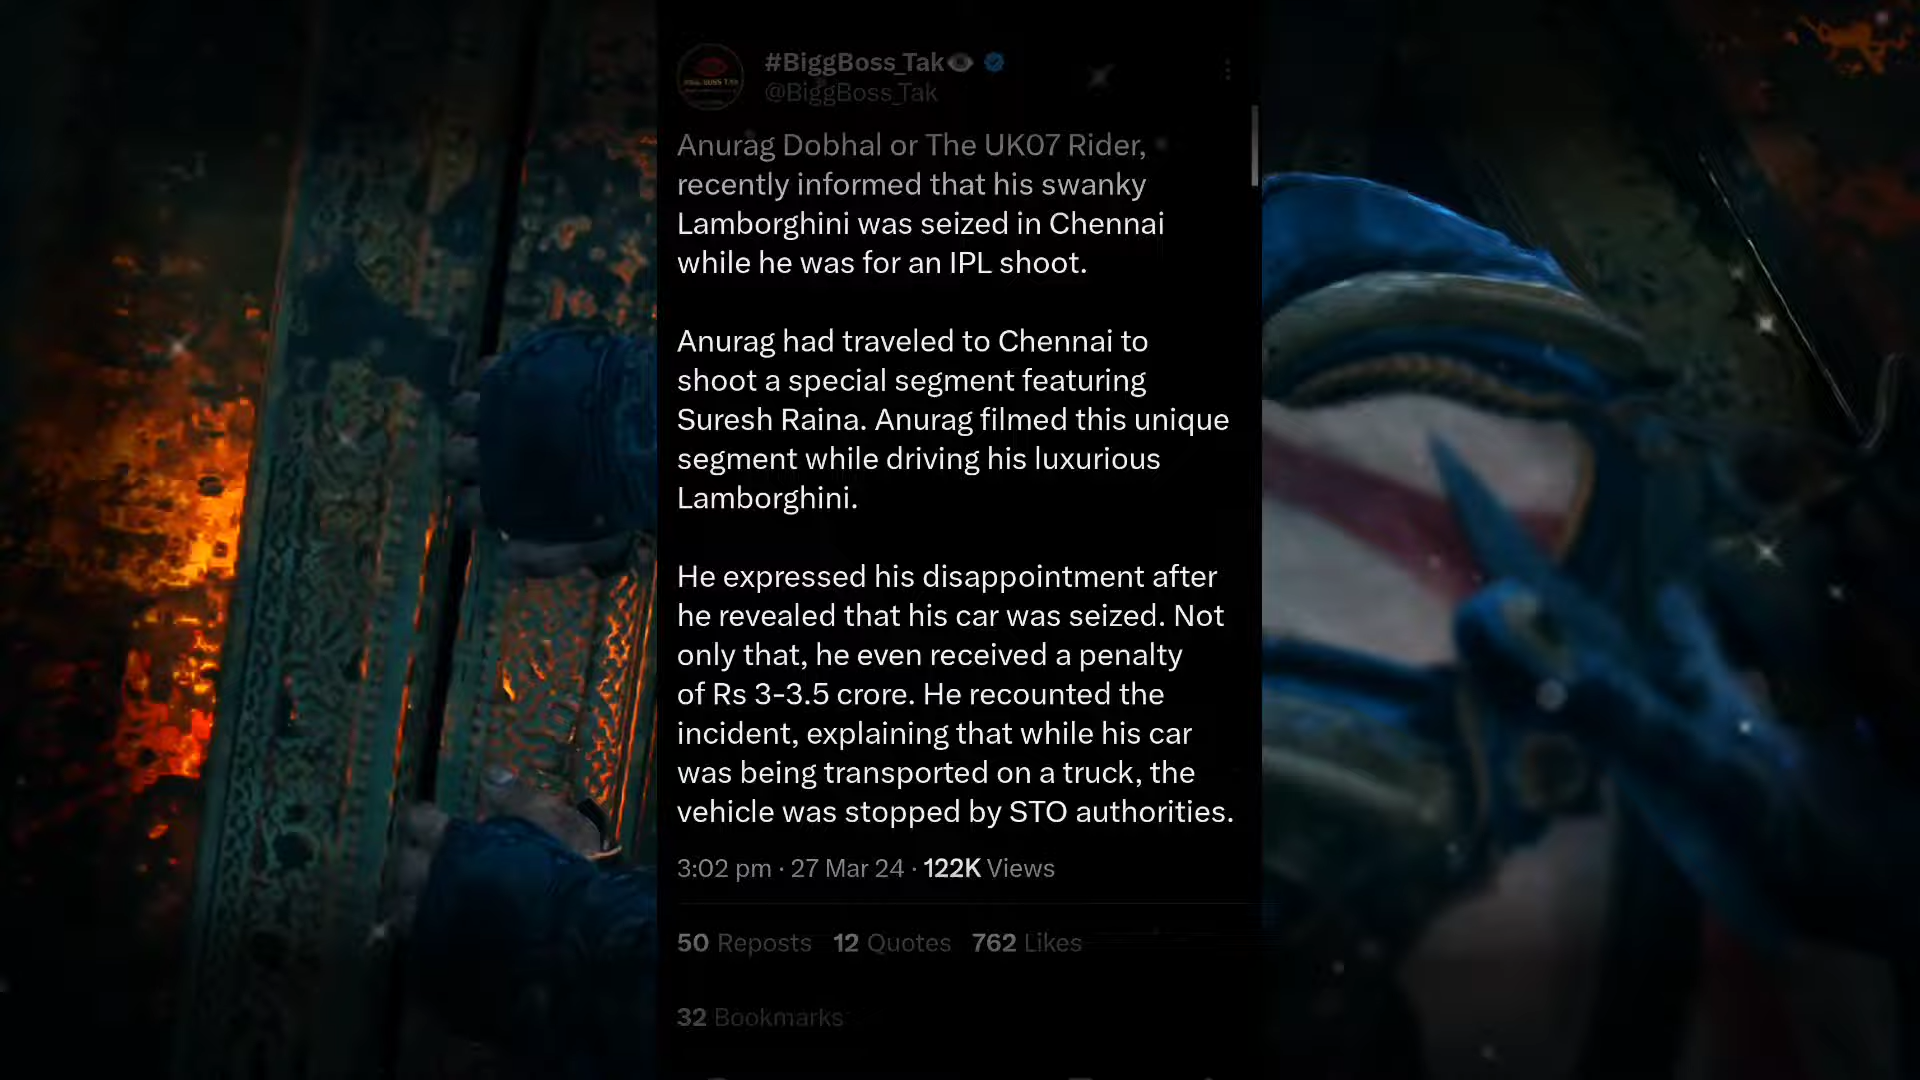 #BiggBoss_Tak👁
@BiggBoss_Tak
Anurag Dobhal or The UK07 Rider,
recently informed that his swanky
Lamborghini was seized in Chennai
while he was for an IPL shoot.
Anurag had traveled to Chennai to
shoot a special segment featuring
Suresh Raina. Anurag filmed this unique
segment while driving his luxurious
Lamborghini.
He expressed his disappointment after
he revealed that his car was seized. Not
only that, he even received a penalty
of Rs 3-3.5 crore. He recounted the
incident, explaining that while his car
was being transported on a truck, the
vehicle was stopped by STO authorities.
3:02 pm · 27 Mar 24 · 122K Views
50 Reposts 12 Quotes 762 Likes
32 Bookmarks